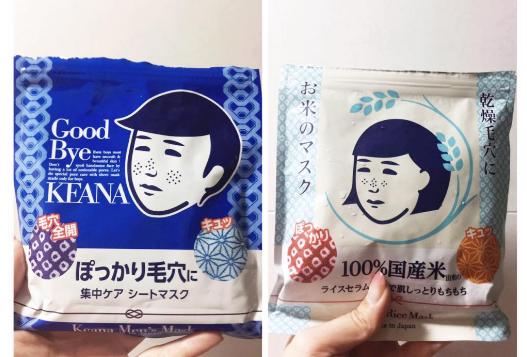 Good
Bye
KEANA
毛穴
全開
キュッ
ぽっかり毛穴に
集中ケア シートマスク
Keana Men's Mask
お米のマスク
乾燥毛穴
ぽっかり
キュッ
100%国産米
ライスセラム
で肌しっとりもちもち
Rice Mask
in Japan